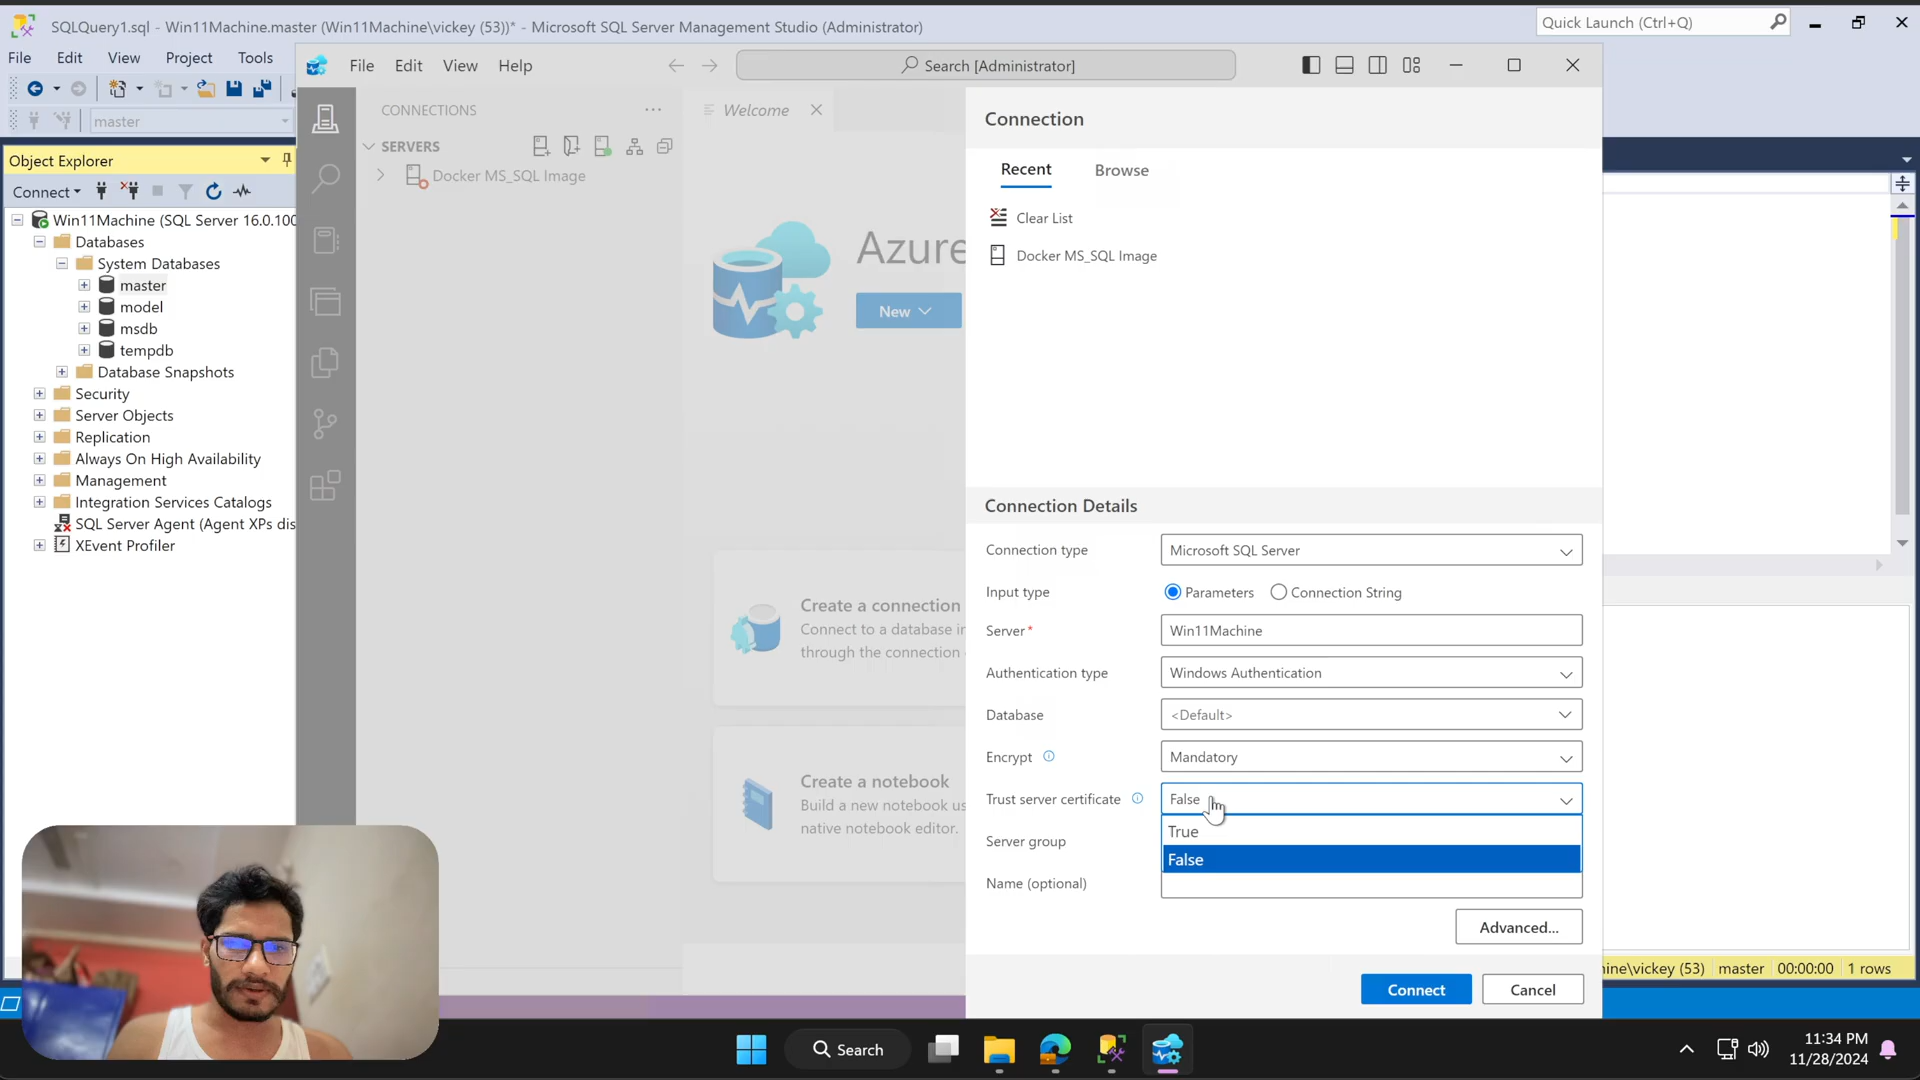 SQLQuery1.sql - Win11Machine.master (Win11Machine\vickey (53))* - Microsoft SQL Server Management Studio (Administrator)
Quick Launch (Ctrl+Q)
File Edit View Project Tools
File Edit View Help
Search [Administrator]
master
CONNECTIONS
Welcome
Connection
SERVERS
Docker MS_SQL Image
Recent Browse
Clear List
Docker MS_SQL Image
Object Explorer
Connect
Win11Machine (SQL Server 16.0.100
Databases
System Databases
master
model
msdb
tempdb
Database Snapshots
Security
Server Objects
Replication
Always On High Availability
Management
Integration Services Catalogs
SQL Server Agent (Agent XPs dis
XEvent Profiler
Azure
New
Create a connection
Connect to a database in
through the connection
Create a notebook
Build a new notebook us
native notebook editor.
Connection Details
Connection type Microsoft SQL Server
Input type Parameters Connection String
Server* Win11Machine
Authentication type Windows Authentication
Database <Default>
Encrypt Mandatory
Trust server certificate False
True
False
Server group
Name (optional)
Advanced...
Connect Cancel
ine\vickey (53) master 00:00:00 1 rows
Search
11:34 PM
11/28/2024